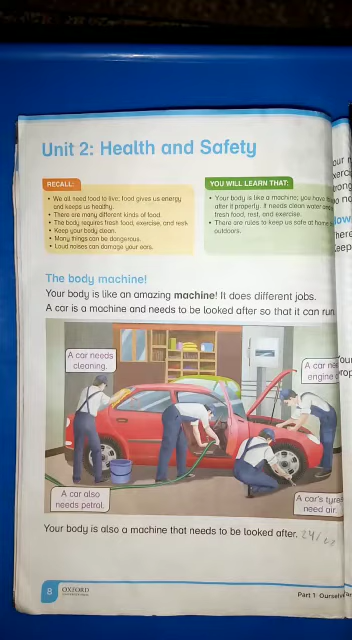 Unit 2: Health and Safety
RECALL:
• We all need food to live; food gives us energy
and keeps us healthy.
• There are many different kinds of food.
• The body requires fresh food, exercise, and rest.
• Keep your body clean.
• Many things can be dangerous.
• Loud noises can damage your ears.
YOU WILL LEARN THAT:
• Your body is like a machine; you have
after it properly. It needs clean water
fresh food, rest, and exercise.
• There are rules to keep us safe at home
outdoors.
The body machine!
Your body is like an amazing machine! It does different jobs.
A car is a machine and needs to be looked after so that it can run.
A car needs
cleaning.
A car
engine
A car also
needs petrol.
A car's tyres
need air.
Your body is also a machine that needs to be looked after.
8
OXFORD
Part 1